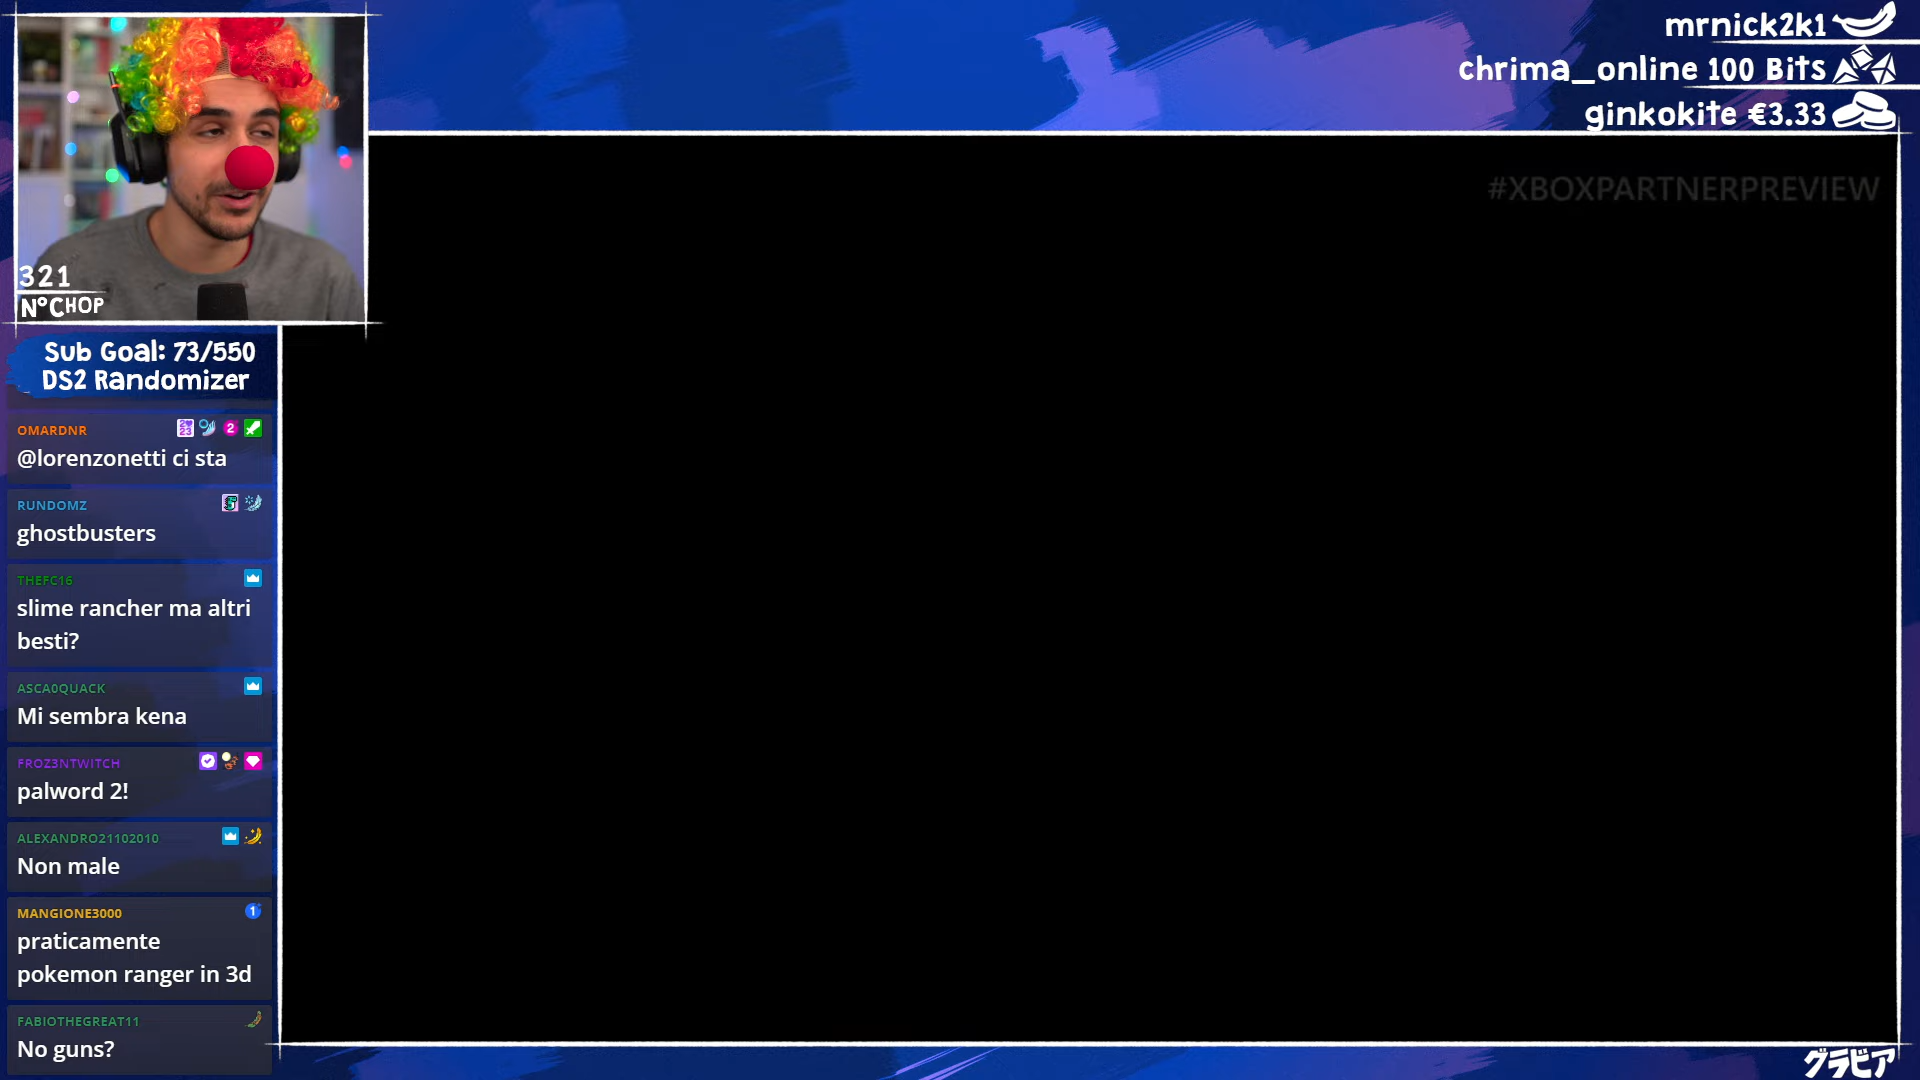 mrnick2k1
chrima_online 100 Bits
ginkokite €3.33
#XBOXPARTNERPREVIEW
321
N°CHOP
Sub Goal: 73/550
DS2 Randomizer
OMARDNR
@lorenzonetti ci sta
RUNDOMZ
ghostbusters
THEFC16
slime rancher ma altri
besti?
ASCA0QUACK
Mi sembra kena
FROZ3NTWITCH
palword 2!
ALEXANDRO21102010
Non male
MANGIONE3000
praticamente
pokemon ranger in 3d
FABIOTHEGREAT11
No guns?
グラビア